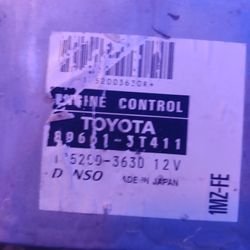 ENGINE CONTROL
TOYOTA
89661-3T411
175200-3630 12V
DENSO MADE IN JAPAN
1MZ-FE